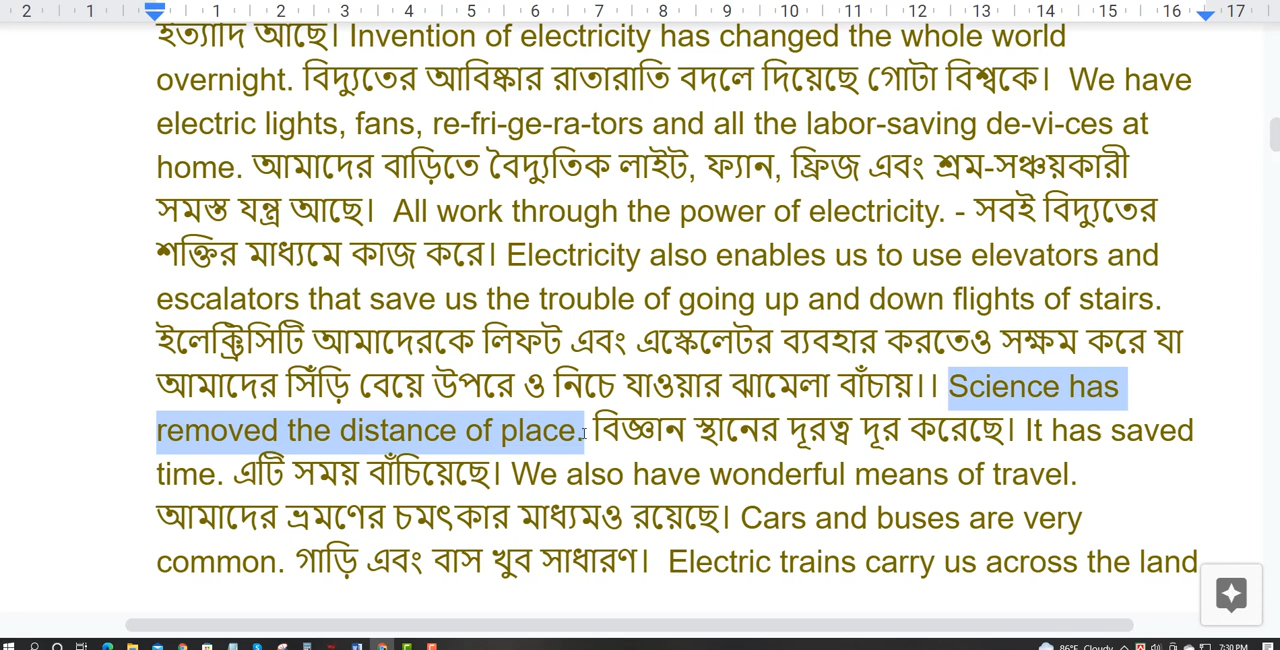 2 1 1 2 3 4 5 6 7 8 9 10 11 12 13 14 15 16 17
ইত্যাদি আছে। Invention of electricity has changed the whole world
overnight. বিদ্যুতের আবিষ্কার রাতারাতি বদলে দিয়েছে গোটা বিশ্বকে। We have
electric lights, fans, re-fri-ge-ra-tors and all the labor-saving de-vi-ces at
home. আমাদের বাড়িতে বৈদ্যুতিক লাইট, ফ্যান, ফ্রিজ এবং শ্রম-সঞ্চয়কারী
সমস্ত যন্ত্র আছে। All work through the power of electricity. - সবই বিদ্যুতের
শক্তির মাধ্যমে কাজ করে। Electricity also enables us to use elevators and
escalators that save us the trouble of going up and down flights of stairs.
ইলেক্ট্রিসিটি আমাদেরকে লিফট এবং এস্কেলেটর ব্যবহার করতেও সক্ষম করে যা
আমাদের সিঁড়ি বেয়ে উপরে ও নিচে যাওয়ার ঝামেলা বাঁচায়।। Science has
removed the distance of place. বিজ্ঞান স্থানের দূরত্ব দূর করেছে। It has saved
time. এটি সময় বাঁচিয়েছে। We also have wonderful means of travel.
আমাদের ভ্রমণের চমৎকার মাধ্যমও রয়েছে। Cars and buses are very
common. গাড়ি এবং বাস খুব সাধারণ। Electric trains carry us across the land
86°F Cloudy 7:30 PM